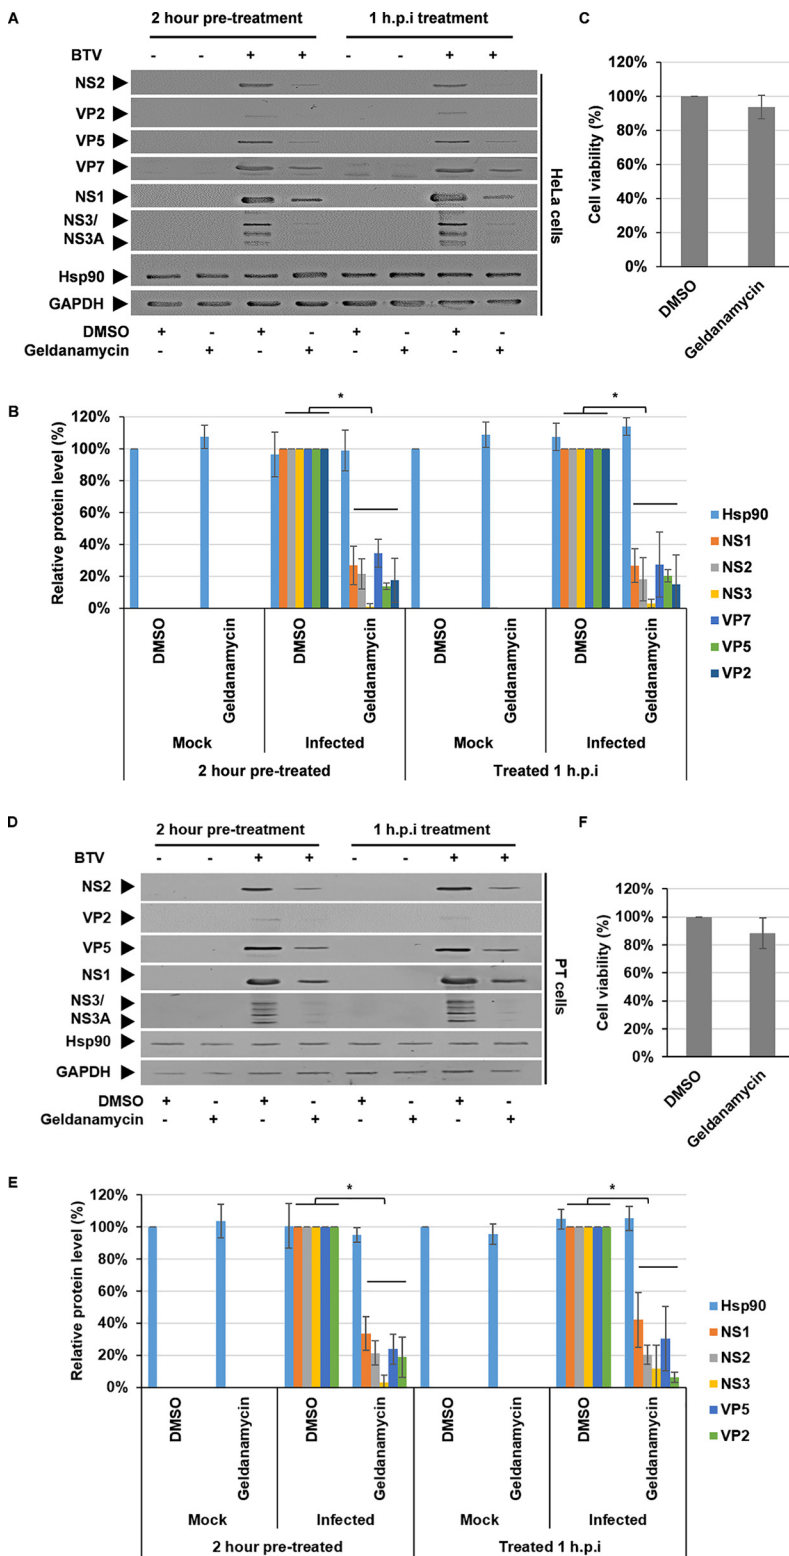 A
2 hour pre-treatment 1 h.p.i treatment
BTV - - + + - - + +
NS2
VP2
VP5
VP7
NS1
NS3/
NS3A
Hsp90
GAPDH
HeLa cells
DMSO + - + - + - + -
Geldanamycin - + - + - + - +
C
Cell viability (%)
120%
100%
80%
60%
40%
20%
0%
DMSO
Geldanamycin
B
Relative protein level (%)
120%
100%
80%
60%
40%
20%
0%
* *
DMSO Geldanamycin DMSO Geldanamycin DMSO Geldanamycin DMSO Geldanamycin
Mock Infected Mock Infected
2 hour pre-treated Treated 1 h.p.i
Hsp90
NS1
NS2
NS3
VP7
VP5
VP2
D
2 hour pre-treatment 1 h.p.i treatment
BTV - - + + - - + +
NS2
VP2
VP5
NS1
NS3/
NS3A
Hsp90
GAPDH
PT cells
DMSO + - + - + - + -
Geldanamycin - + - + - + - +
F
Cell viability (%)
120%
100%
80%
60%
40%
20%
0%
DMSO
Geldanamycin
E
Relative protein level (%)
120%
100%
80%
60%
40%
20%
0%
* *
DMSO Geldanamycin DMSO Geldanamycin DMSO Geldanamycin DMSO Geldanamycin
Mock Infected Mock Infected
2 hour pre-treated Treated 1 h.p.i
Hsp90
NS1
NS2
NS3
VP5
VP2